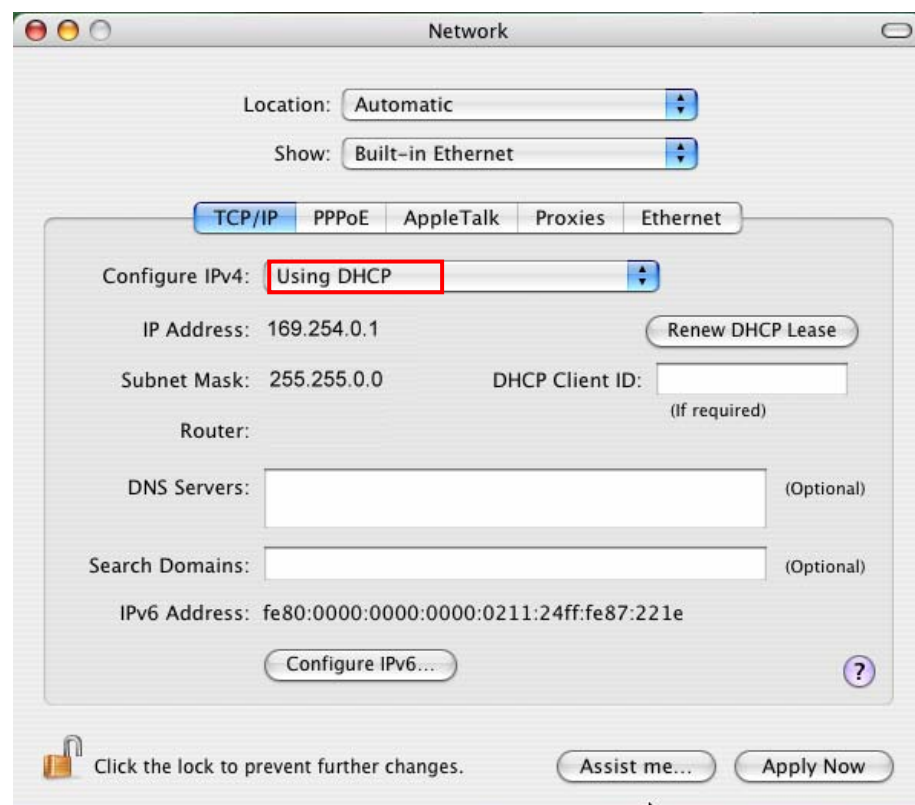 Network
Location: Automatic
Show: Built-in Ethernet
TCP/IP PPPoE AppleTalk Proxies Ethernet
Configure IPv4: Using DHCP
IP Address: 169.254.0.1 Renew DHCP Lease
Subnet Mask: 255.255.0.0 DHCP Client ID:
(If required)
Router:
DNS Servers: (Optional)
Search Domains: (Optional)
IPv6 Address: fe80:0000:0000:0000:0211:24ff:fe87:221e
Configure IPv6...
?
Click the lock to prevent further changes. Assist me... Apply Now